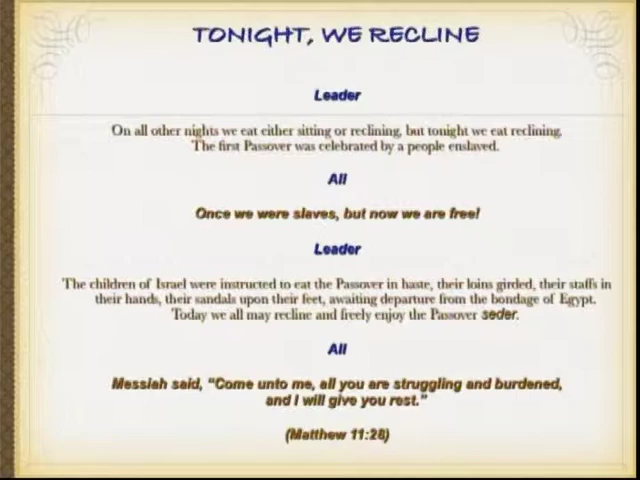 TONIGHT, WE RECLINE
Leader
On all other nights we eat either sitting or reclining, but tonight we eat reclining.
The first Passover was celebrated by a people enslaved.
All
Once we were slaves, but now we are free!
Leader
The children of Israel were instructed to eat the Passover in haste, their loins girded, their staffs in
their hands, their sandals upon their feet, awaiting departure from the bondage of Egypt.
Today we all may recline and freely enjoy the Passover seder.
All
Messiah said, “Come unto me, all you are struggling and burdened,
and I will give you rest.”
(Matthew 11:28)